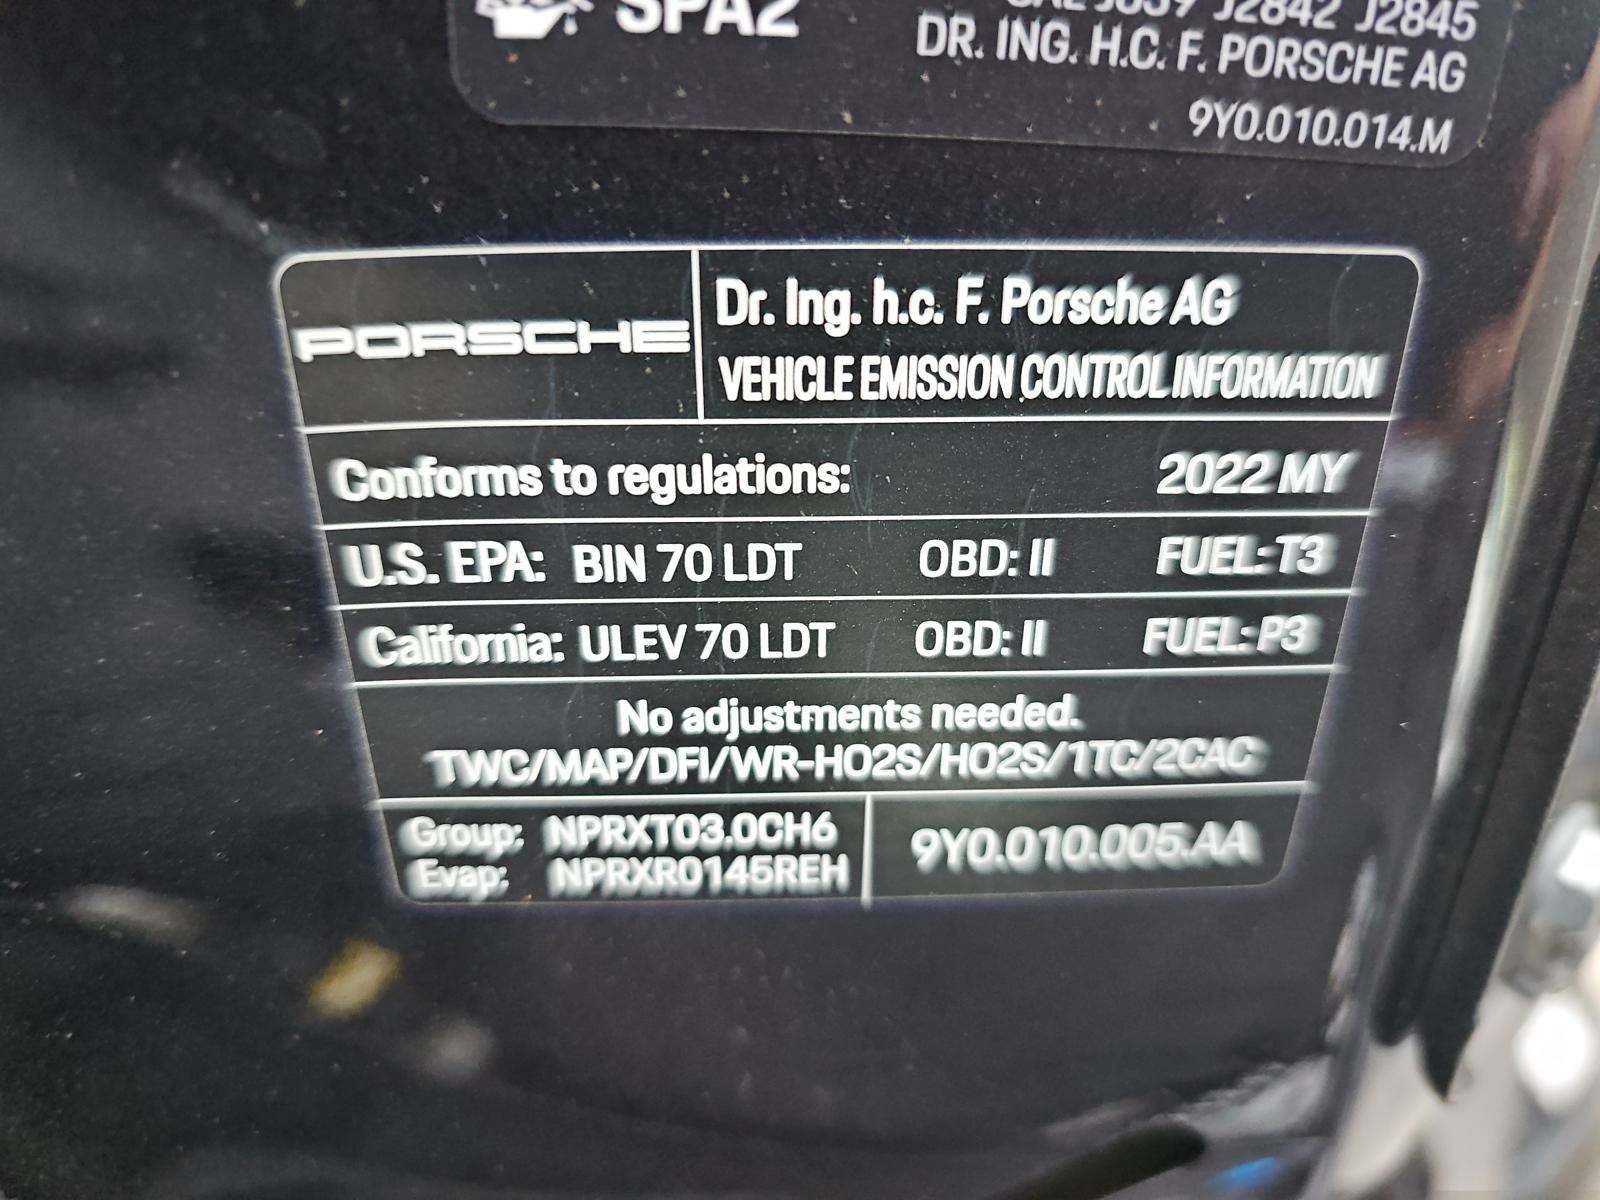 SPA2
J639 J2842 J2845
DR. ING. H.C. F. PORSCHE AG
9Y0.010.014.M
PORSCHE
Dr. Ing. h.c. F. Porsche AG
VEHICLE EMISSION CONTROL INFORMATION
Conforms to regulations: 2022 MY
U.S. EPA: BIN 70 LDT OBD: II FUEL: T3
California: ULEV 70 LDT OBD: II FUEL: P3
No adjustments needed.
TWC/MAP/DFI/WR-HO2S/HO2S/1TC/2CAC
Group: NPRXT03.0CH6
Evap: NPRXR0145REH
9Y0.010.005.AA